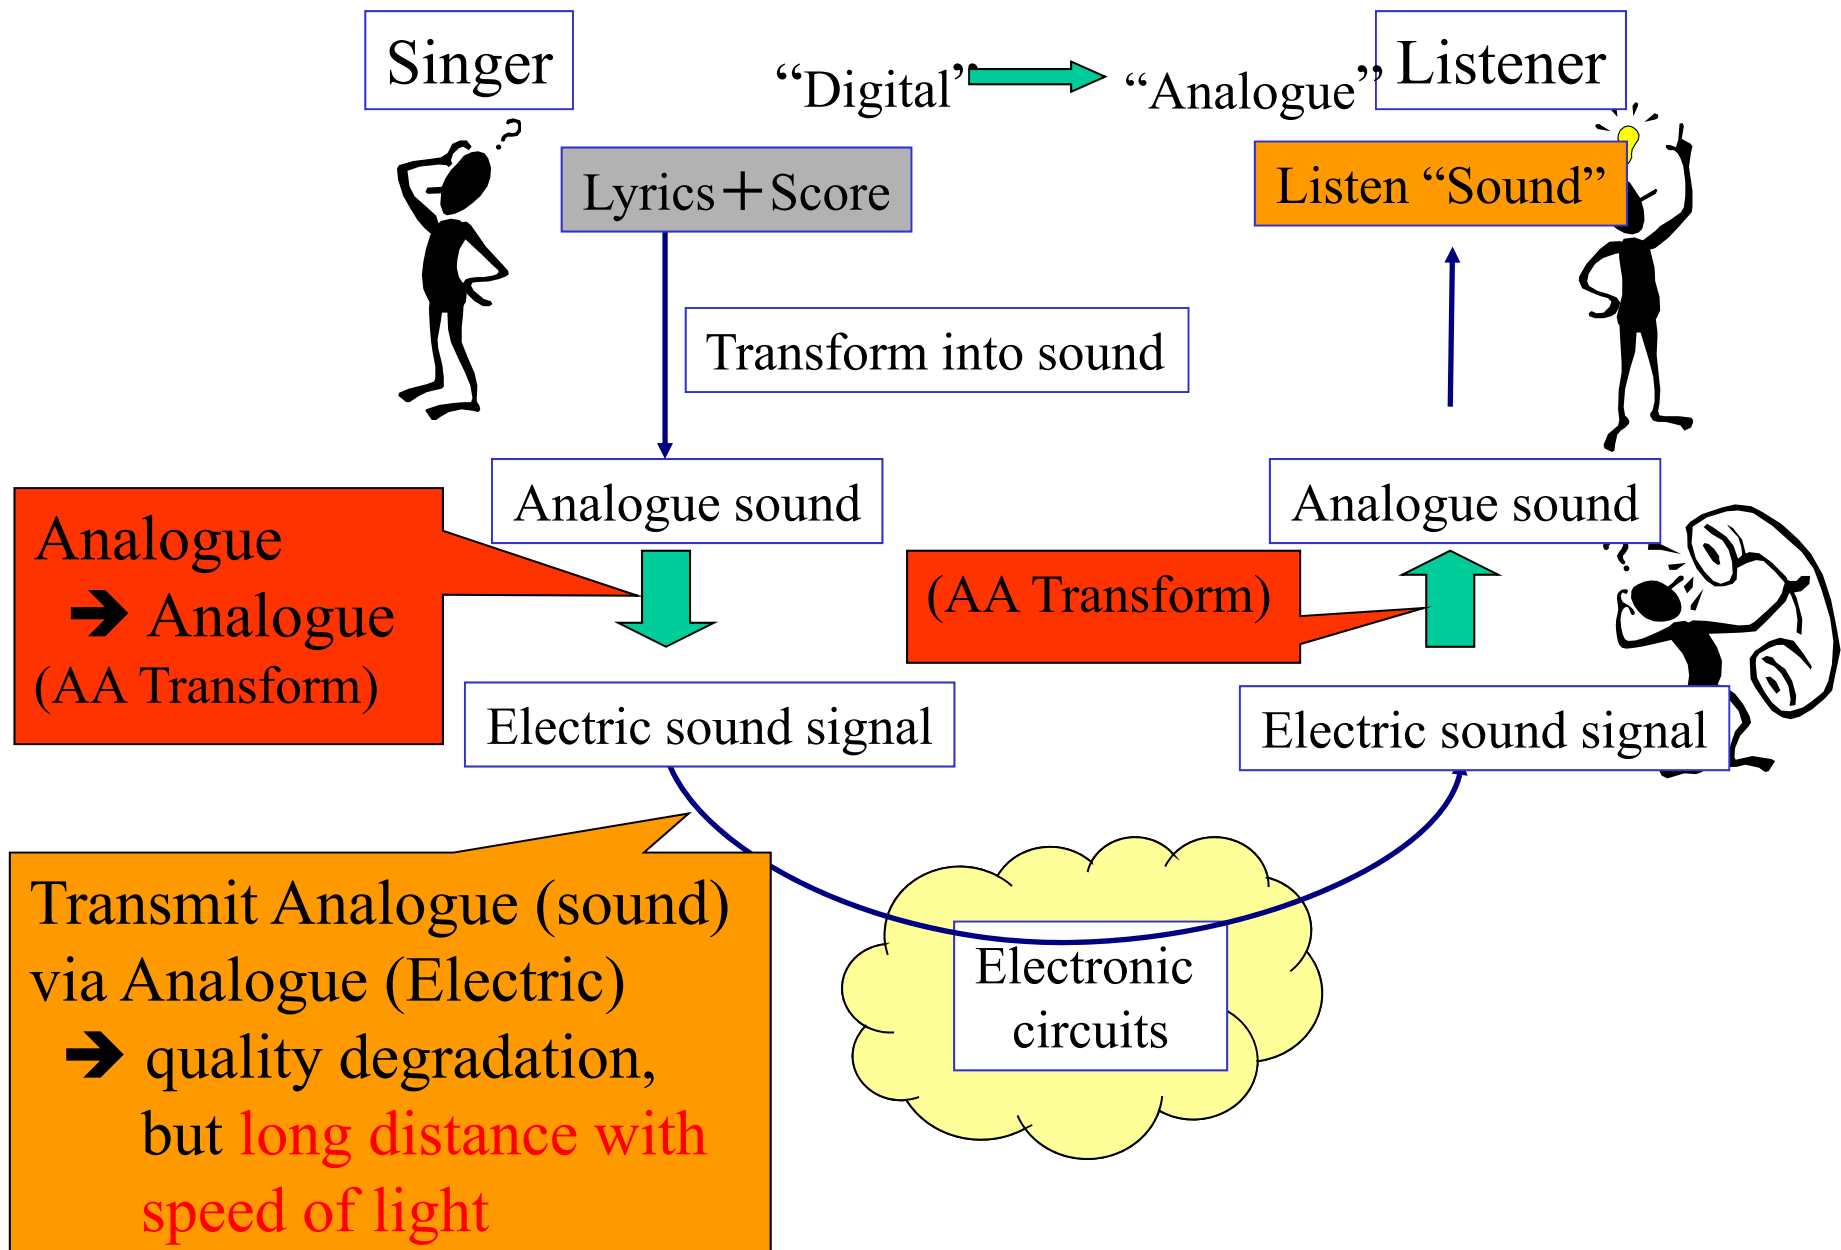 Singer
“Digital”
“Analogue”
Listener
Lyrics＋Score
Listen “Sound”
Transform into sound
Analogue sound
Analogue sound
Analogue
➔ Analogue
(AA Transform)
(AA Transform)
Electric sound signal
Electric sound signal
Transmit Analogue (sound)
via Analogue (Electric)
➔ quality degradation,
but long distance with
speed of light
Electronic
circuits